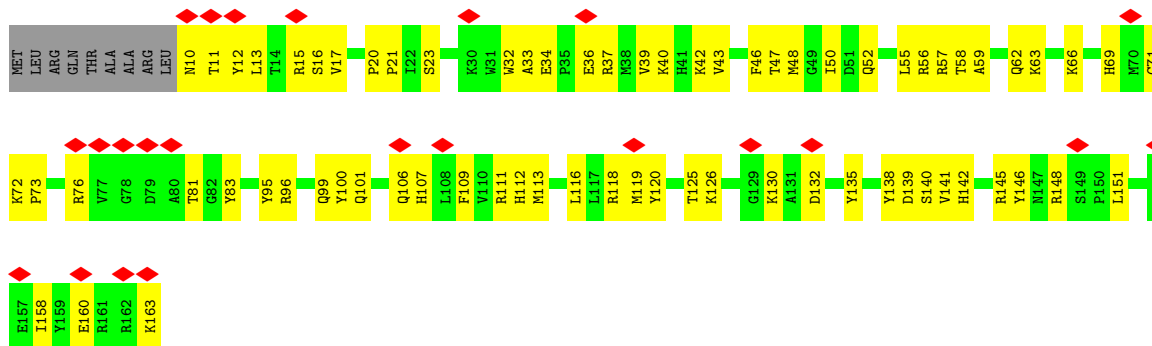 MET LEU ARG GLN THR ALA ALA ARG LEU N10 T11 Y12 L13 T14 R15 S16 V17 P20 P21 I22 S23 K30 W31 W32 A33 E34 P35 E36 R37 M38 V39 K40 H41 K42 V43 F46 T47 M48 G49 I50 D51 Q52 L55 R56 R57 T58 A59 Q62 K63 K66 H69 M70
K72 P73 R76 V77 G78 D79 A80 T81 G82 Y83 Y95 R96 Q99 Y100 Q101 Q106 H107 L108 F109 V110 R111 H112 M113 L116 L117 R118 M119 Y120 T125 K126 G129 K130 A131 D132 Y135 Y138 D139 S140 V141 H142 R145 Y146 N147 R148 S149 P150 L151
E157 I158 Y159 E160 R161 R162 K163